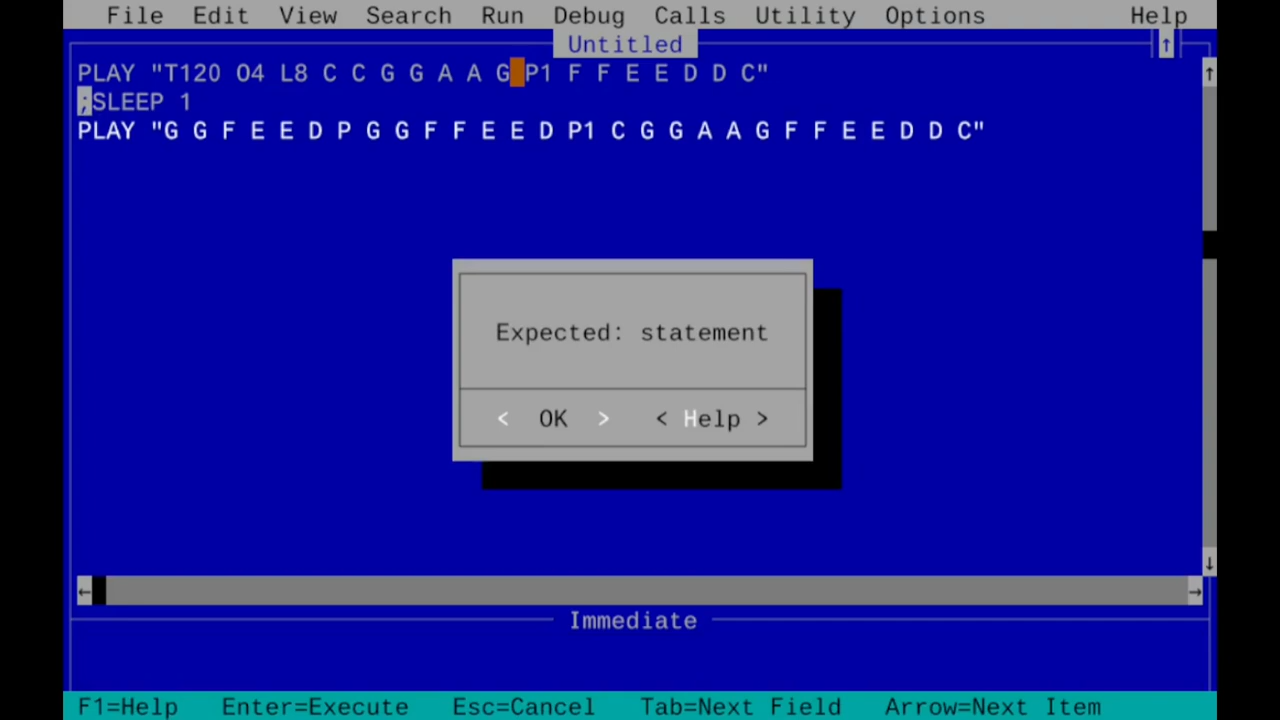 File Edit View Search Run Debug Calls Utility Options Help
Untitled ↑
PLAY "T120 O4 L8 C C G G A A G P1 F F E E D D C"
;SLEEP 1
PLAY "G G F E E D P G G F F E E D P1 C G G A A G F F E E D D C"
Expected: statement
< OK > < Help >
Immediate
F1=Help Enter=Execute Esc=Cancel Tab=Next Field Arrow=Next Item